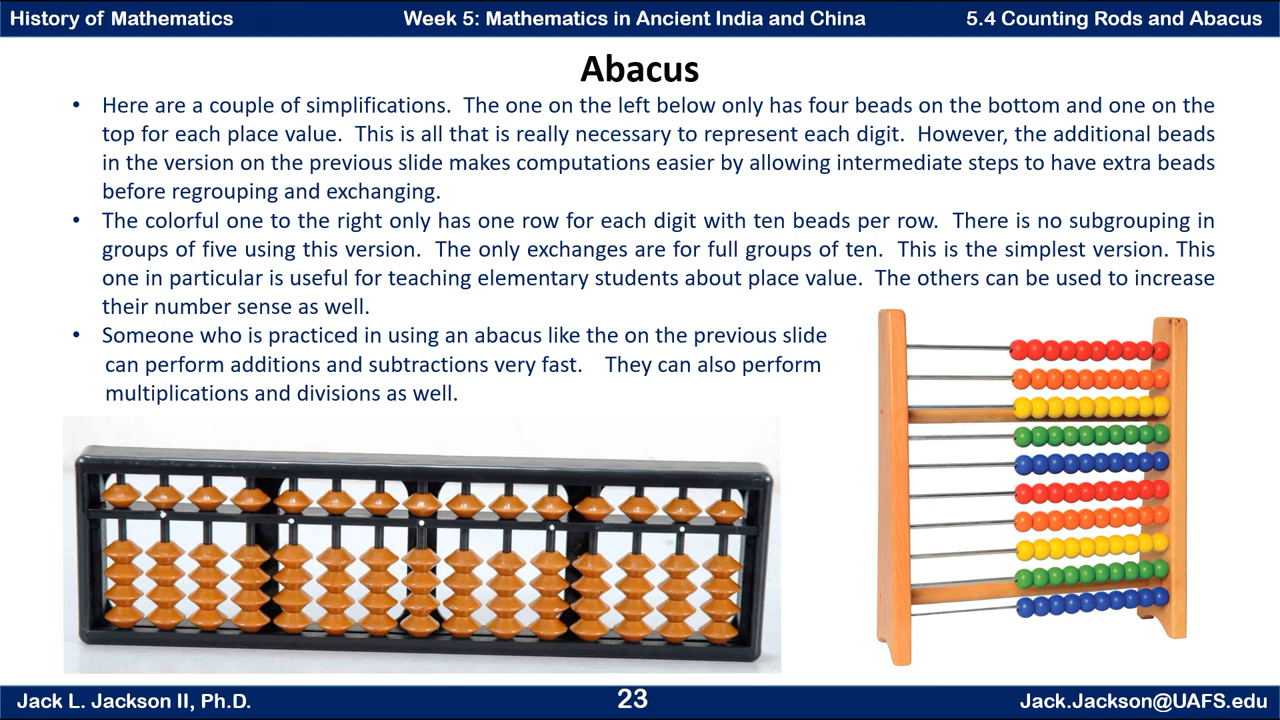 History of Mathematics
Week 5: Mathematics in Ancient India and China
5.4 Counting Rods and Abacus
Abacus
• Here are a couple of simplifications. The one on the left below only has four beads on the bottom and one on the
top for each place value. This is all that is really necessary to represent each digit. However, the additional beads
in the version on the previous slide makes computations easier by allowing intermediate steps to have extra beads
before regrouping and exchanging.
• The colorful one to the right only has one row for each digit with ten beads per row. There is no subgrouping in
groups of five using this version. The only exchanges are for full groups of ten. This is the simplest version. This
one in particular is useful for teaching elementary students about place value. The others can be used to increase
their number sense as well.
• Someone who is practiced in using an abacus like the on the previous slide
can perform additions and subtractions very fast. They can also perform
multiplications and divisions as well.
Jack L. Jackson II, Ph.D.
23
Jack.Jackson@UAFS.edu